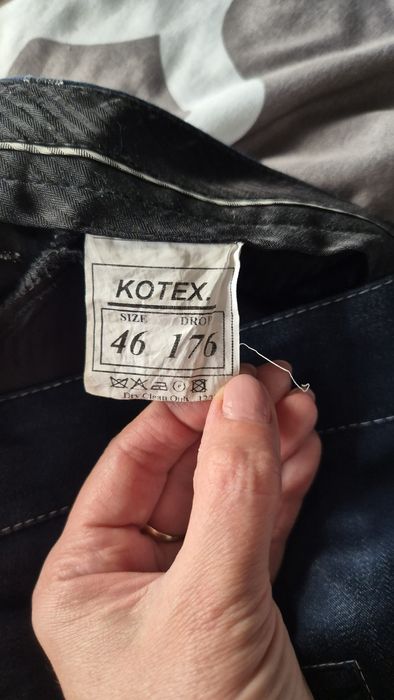 KOTEX.
SIZE DROP
46 176
Dry Clean Only